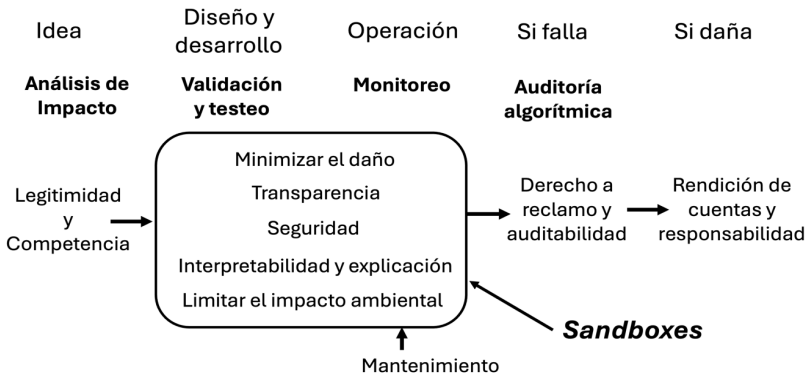 Idea
Diseño y
desarrollo
Operación
Si falla
Si daña
Análisis de
Impacto
Validación
y testeo
Monitoreo
Auditoría
algorítmica
Legitimidad
y
Competencia
Minimizar el daño
Transparencia
Seguridad
Interpretabilidad y explicación
Limitar el impacto ambiental
Derecho a
reclamo y
auditabilidad
Rendición de
cuentas y
responsabilidad
Sandboxes
Mantenimiento